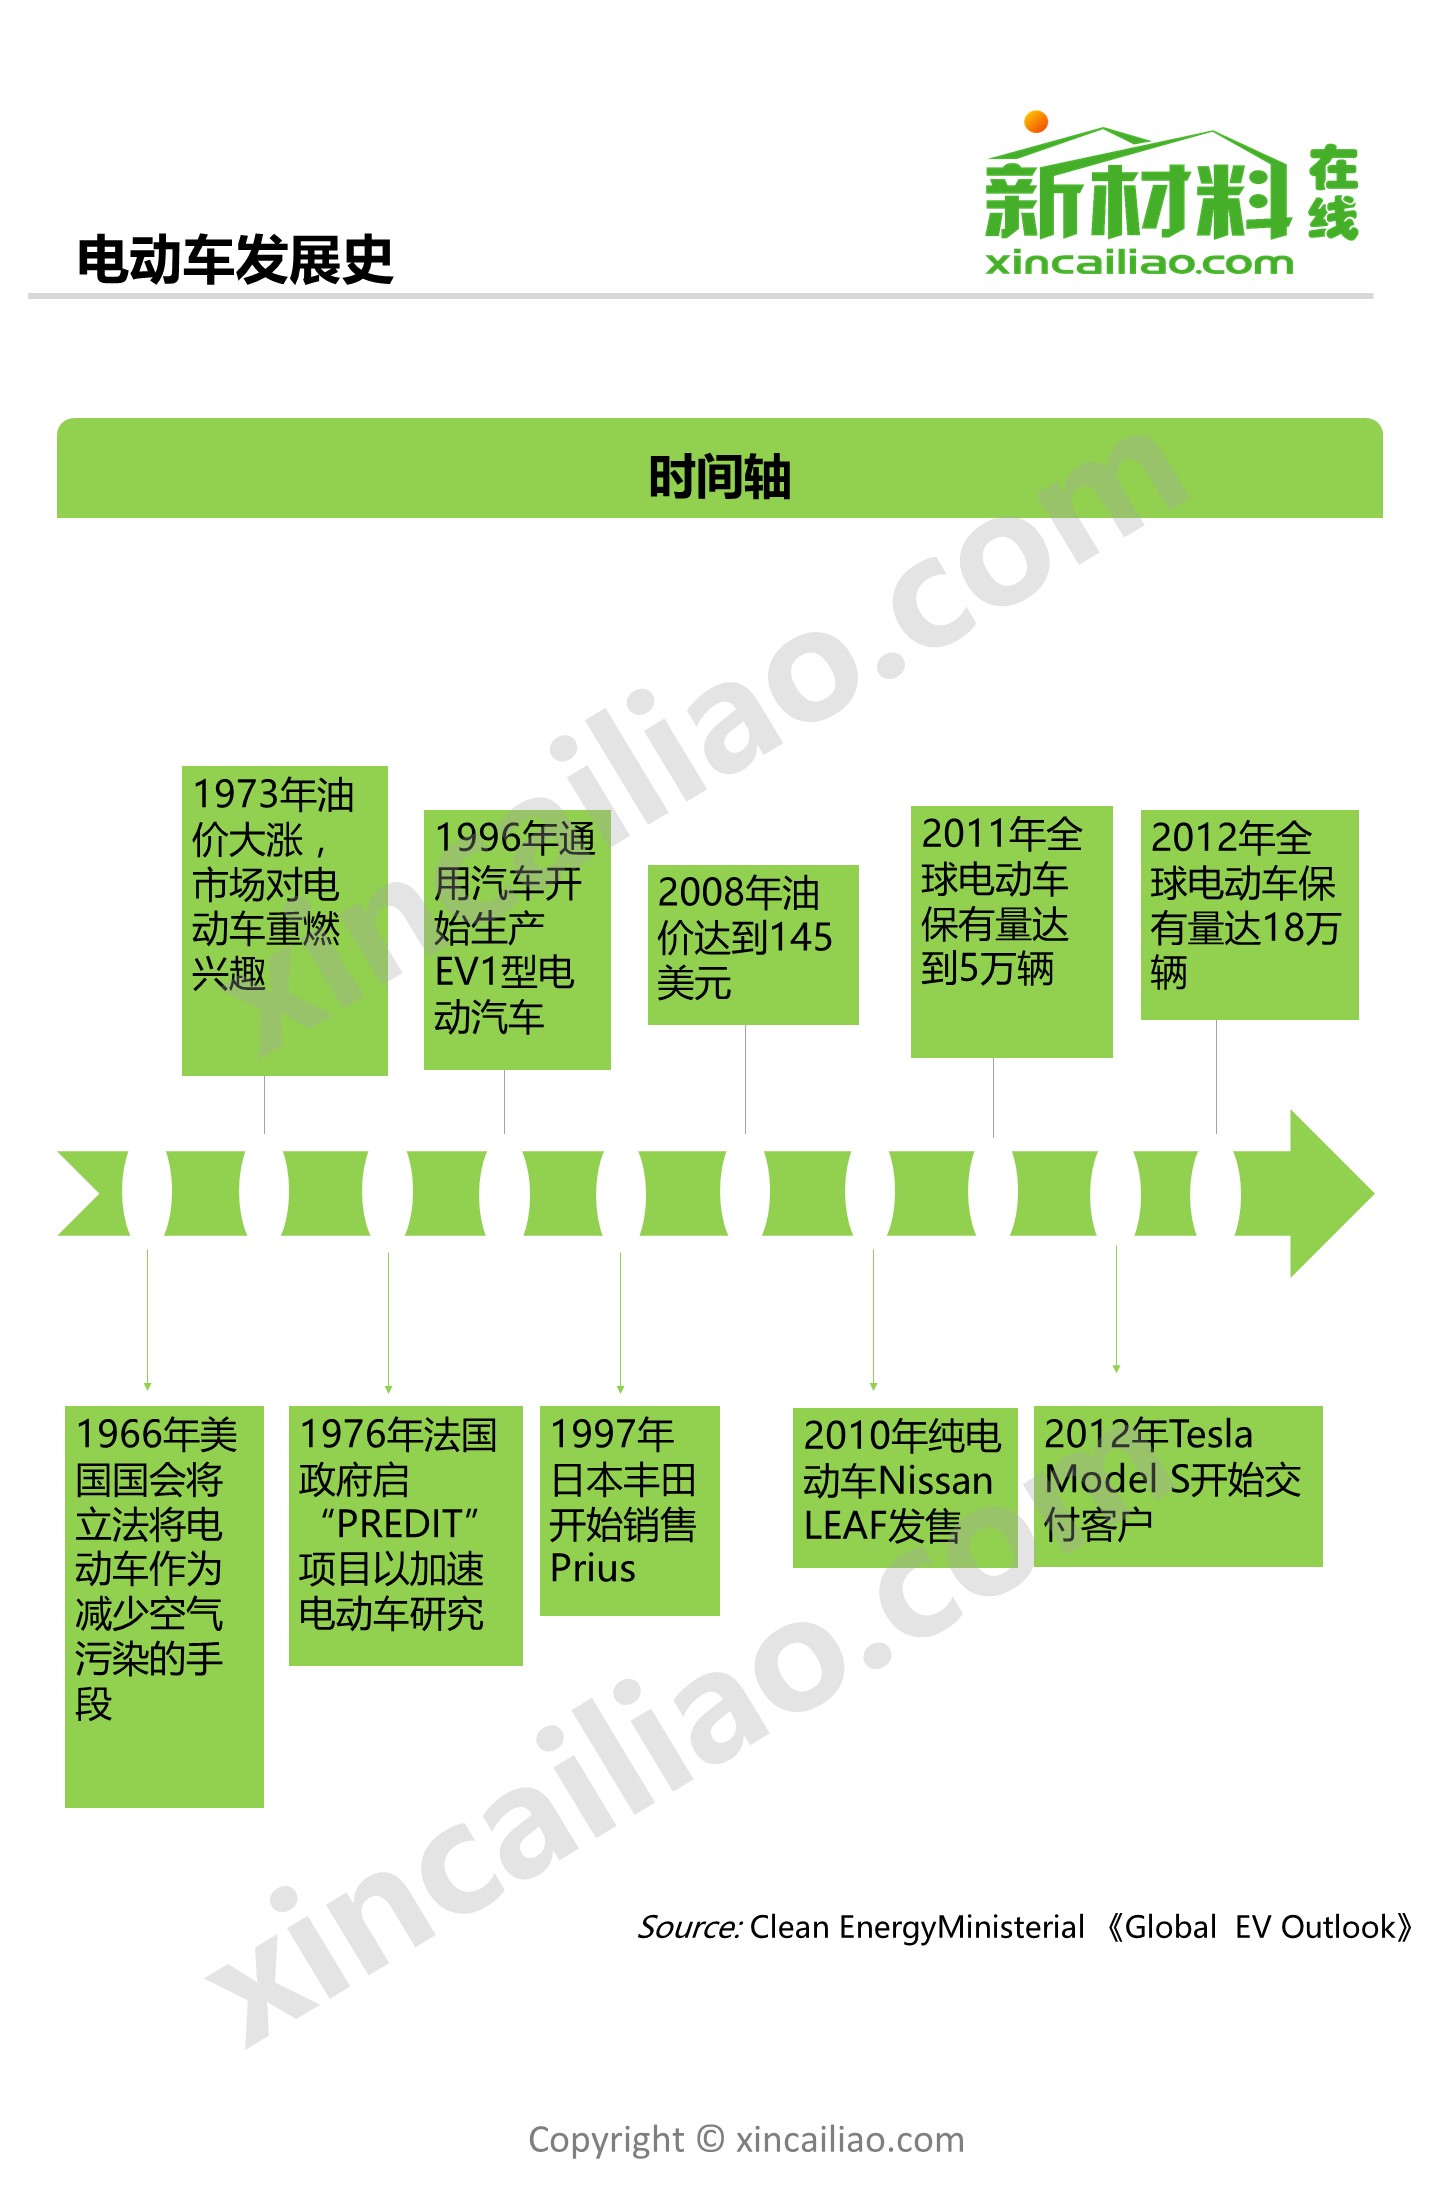 新材料在线
xincailiao.com
电动车发展史
时间轴
1973年油
价大涨，
市场对电
动车重燃
兴趣
1996年通
用汽车开
始生产
EV1型电
动汽车
2008年油
价达到145
美元
2011年全
球电动车
保有量达
到5万辆
2012年全
球电动车保
有量达18万
辆
1966年美
国国会将
立法将电
动车作为
减少空气
污染的手
段
1976年法国
政府启
“PREDIT”
项目以加速
电动车研究
1997年
日本丰田
开始销售
Prius
2010年纯电
动车Nissan
LEAF发售
2012年Tesla
Model S开始交
付客户
xincailiao.com
xincailiao.com
Source: Clean EnergyMinisterial 《Global  EV Outlook》
Copyright © xincailiao.com